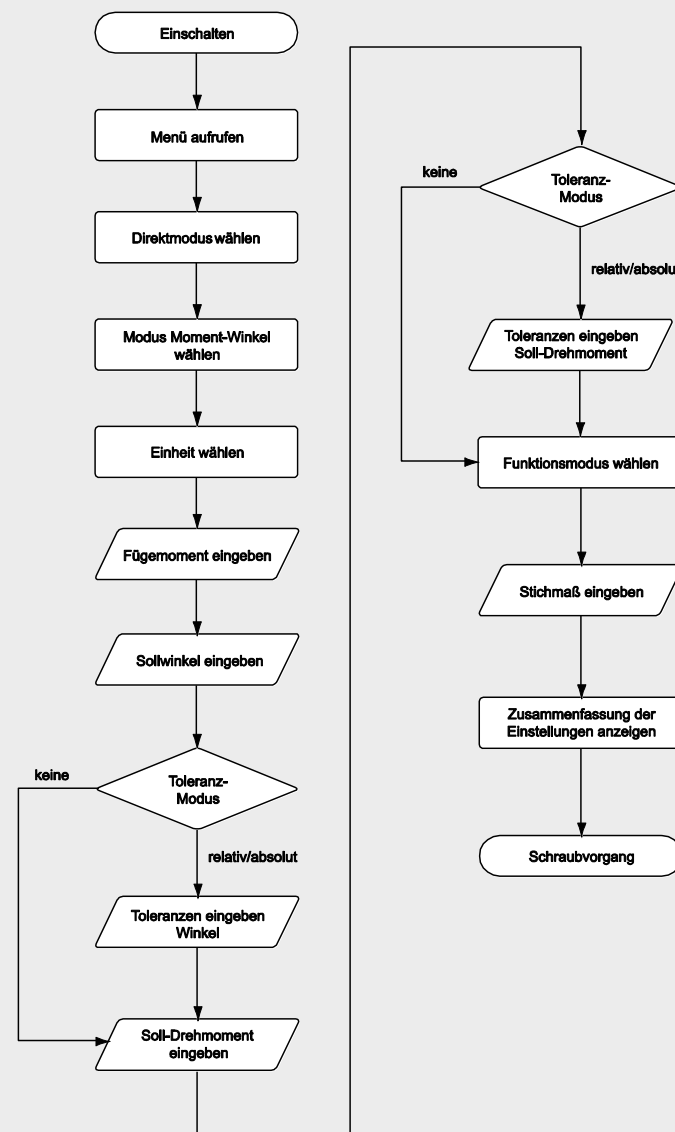 Einschalten
Menü aufrufen
Direktmodus wählen
Modus Moment-Winkel
wählen
Einheit wählen
Fügemoment eingeben
Sollwinkel eingeben
keine
Toleranz-
Modus
relativ/absolut
Toleranzen eingeben
Winkel
Soll-Drehmoment
eingeben
keine
Toleranz-
Modus
relativ/absolu
Toleranzen eingeben
Soll-Drehmoment
Funktionsmodus wählen
Stichmaß eingeben
Zusammenfassung der
Einstellungen anzeigen
Schraubvorgang